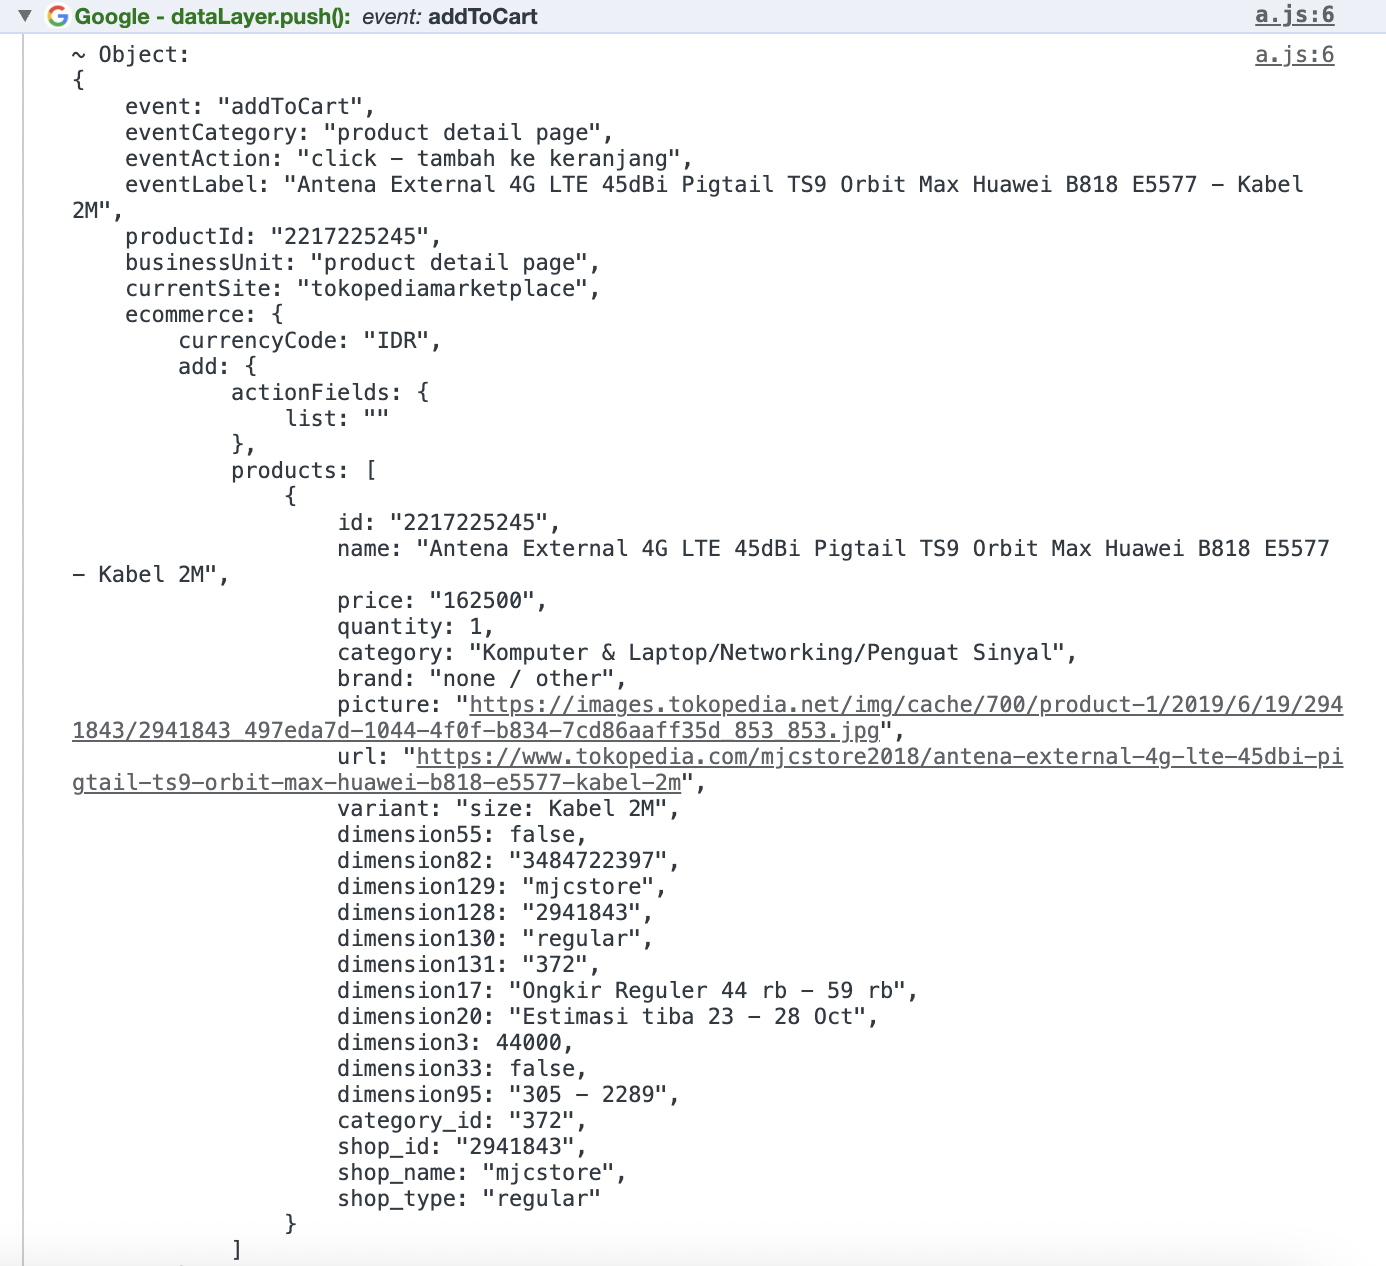 ▼ Google - dataLayer.push(): event: addToCart a.js:6
~ Object: a.js:6
{
    event: "addToCart",
    eventCategory: "product detail page",
    eventAction: "click – tambah ke keranjang",
    eventLabel: "Antena External 4G LTE 45dBi Pigtail TS9 Orbit Max Huawei B818 E5577 – Kabel
2M",
    productId: "2217225245",
    businessUnit: "product detail page",
    currentSite: "tokopediamarketplace",
    ecommerce: {
        currencyCode: "IDR",
        add: {
            actionFields: {
                list: ""
            },
            products: [
                {
                    id: "2217225245",
                    name: "Antena External 4G LTE 45dBi Pigtail TS9 Orbit Max Huawei B818 E5577
– Kabel 2M",
                    price: "162500",
                    quantity: 1,
                    category: "Komputer & Laptop/Networking/Penguat Sinyal",
                    brand: "none / other",
                    picture: "https://images.tokopedia.net/img/cache/700/product-1/2019/6/19/294
1843/2941843_497eda7d-1044-4f0f-b834-7cd86aaff35d_853_853.jpg",
                    url: "https://www.tokopedia.com/mjcstore2018/antena-external-4g-lte-45dbi-pi
gtail-ts9-orbit-max-huawei-b818-e5577-kabel-2m",
                    variant: "size: Kabel 2M",
                    dimension55: false,
                    dimension82: "3484722397",
                    dimension129: "mjcstore",
                    dimension128: "2941843",
                    dimension130: "regular",
                    dimension131: "372",
                    dimension17: "Ongkir Reguler 44 rb – 59 rb",
                    dimension20: "Estimasi tiba 23 – 28 Oct",
                    dimension3: 44000,
                    dimension33: false,
                    dimension95: "305 – 2289",
                    category_id: "372",
                    shop_id: "2941843",
                    shop_name: "mjcstore",
                    shop_type: "regular"
                }
            ]